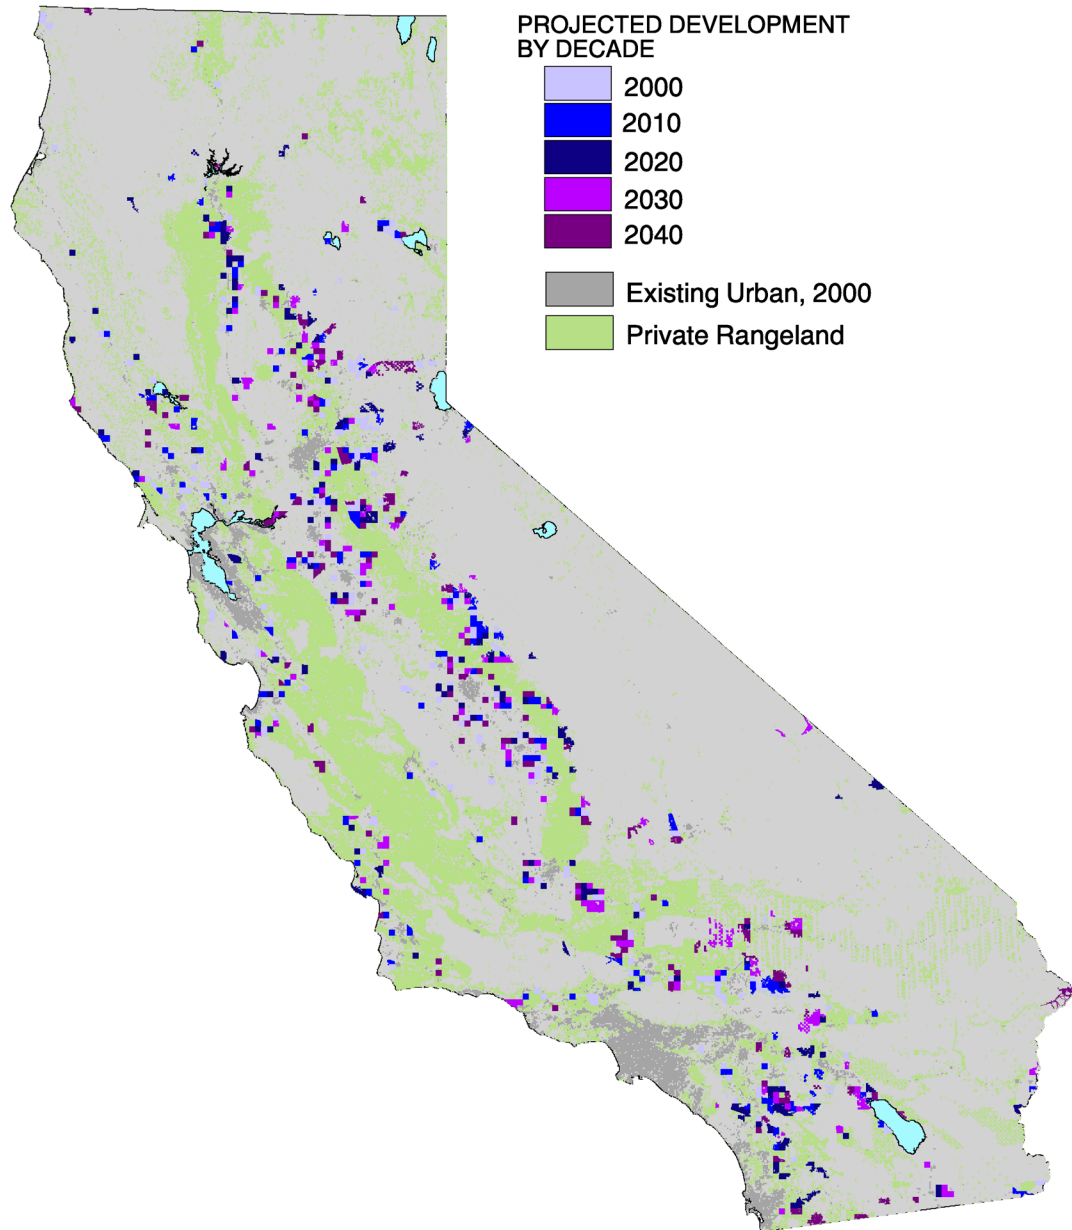 PROJECTED DEVELOPMENT
BY DECADE
2000
2010
2020
2030
2040
Existing Urban, 2000
Private Rangeland